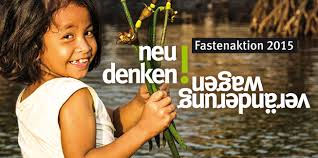 Fastenaktion 2015
neu
denken!
veränderung
wagen